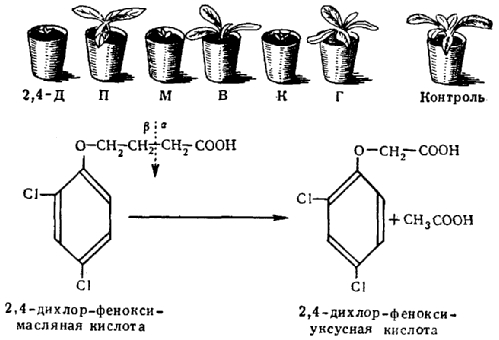 2,4-Д П М В К Г Контроль
β α
O—CH₂—CH₂—CH₂—COOH
Cl
Cl
O—CH₂—COOH
Cl
+ CH₃COOH
Cl
2,4-дихлор-фенокси-
масляная кислота
2,4-дихлор-фенокси-
уксусная кислота